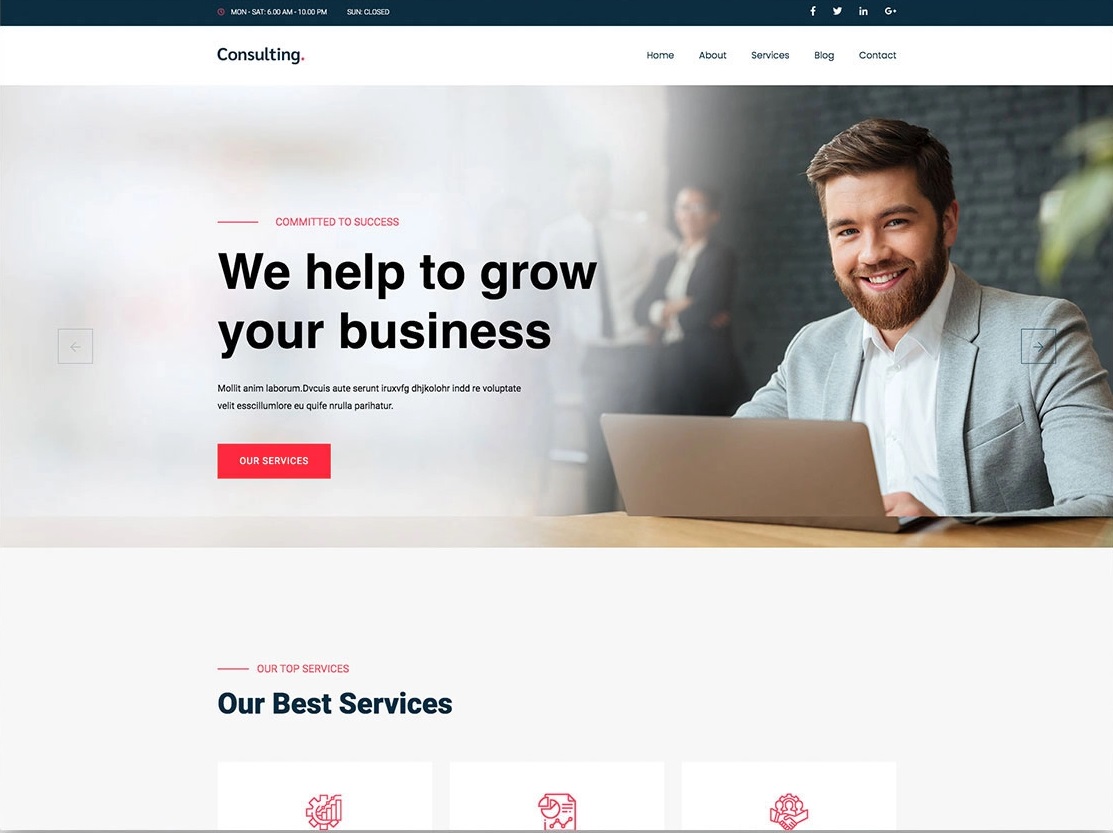 MON - SAT: 6.00 AM - 10.00 PM SUN: CLOSED
Consulting.
Home About Services Blog Contact
COMMITTED TO SUCCESS
We help to grow
your business
Mollit anim laborum.Dvcuis aute serunt iruxvfg dhjkolohr indd re voluptate
velit esscillumlore eu quife nrulla parihatur.
OUR SERVICES
OUR TOP SERVICES
Our Best Services